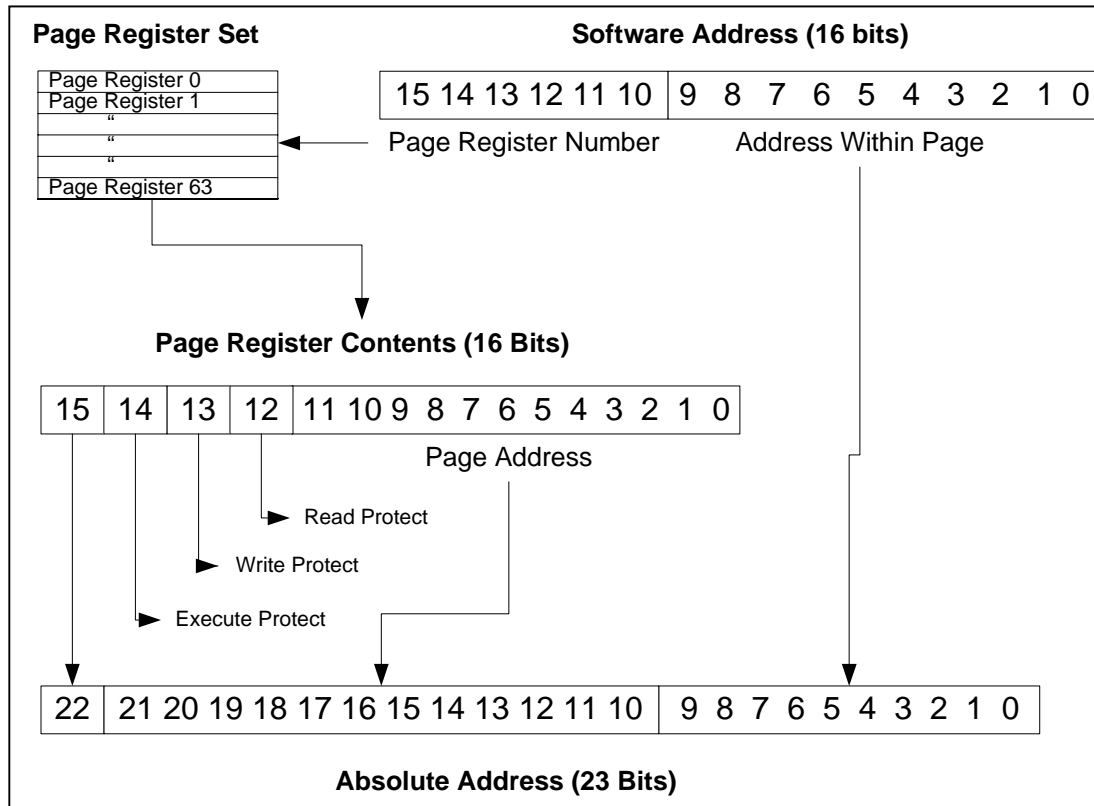 Page Register Set
Software Address (16 bits)
Page Register 0
Page Register 1
“
“
“
Page Register 63
15 14 13 12 11 10 9 8 7 6 5 4 3 2 1 0
Page Register Number
Address Within Page
Page Register Contents (16 Bits)
15 14 13 12 11 10 9 8 7 6 5 4 3 2 1 0
Page Address
Read Protect
Write Protect
Execute Protect
22 21 20 19 18 17 16 15 14 13 12 11 10 9 8 7 6 5 4 3 2 1 0
Absolute Address (23 Bits)